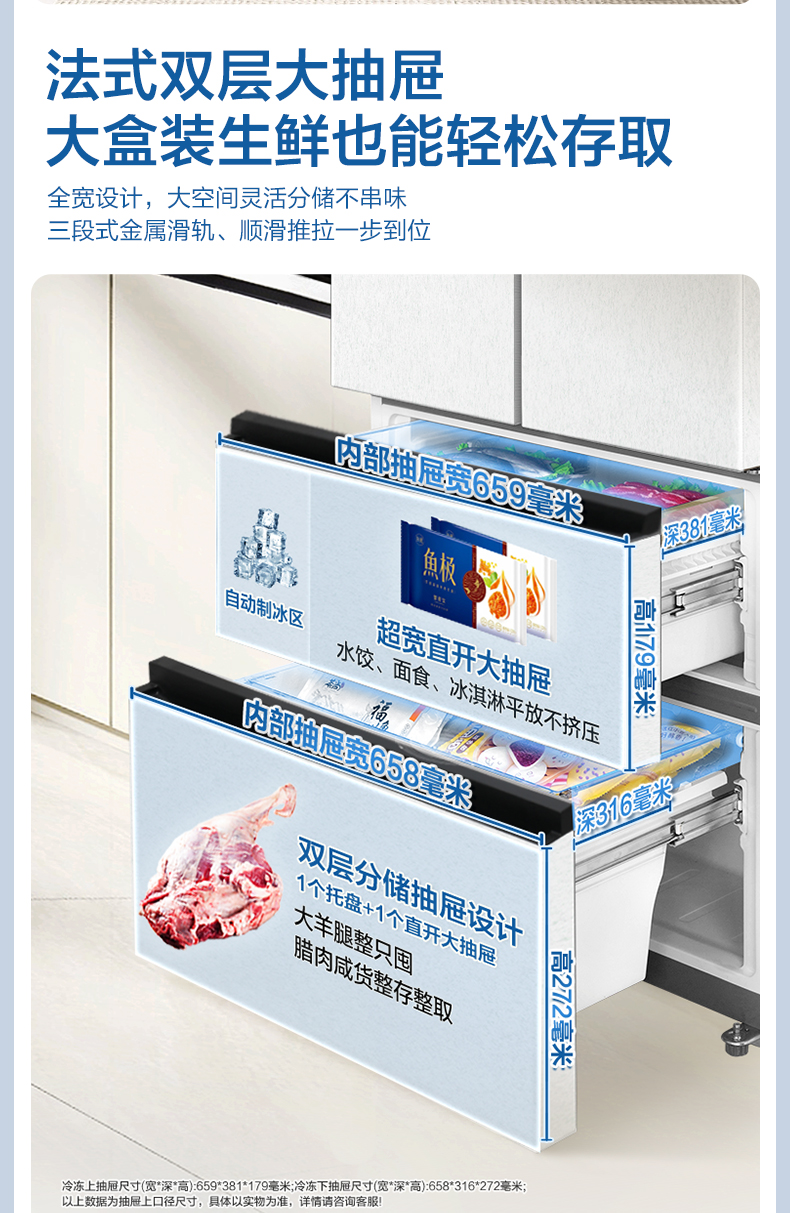 法式双层大抽屉
大盒装生鲜也能轻松存取
全宽设计，大空间灵活分储不串味
三段式金属滑轨、顺滑推拉一步到位
内部抽屉宽659毫米
深381毫米
魚极
自动制冰区
超宽直开大抽屉
水饺、面食、冰淇淋平放不挤压
高179毫米
福
内部抽屉宽658毫米
深316毫米
双层分储抽屉设计
1个托盘+1个直开大抽屉
大羊腿整只囤
腊肉咸货整存整取
高272毫米
冷冻上抽屉尺寸(宽*深*高):659*381*179毫米;冷冻下抽屉尺寸(宽*深*高):658*316*272毫米;
以上数据为抽屉上口径尺寸，具体以实物为准，详情请咨询客服!